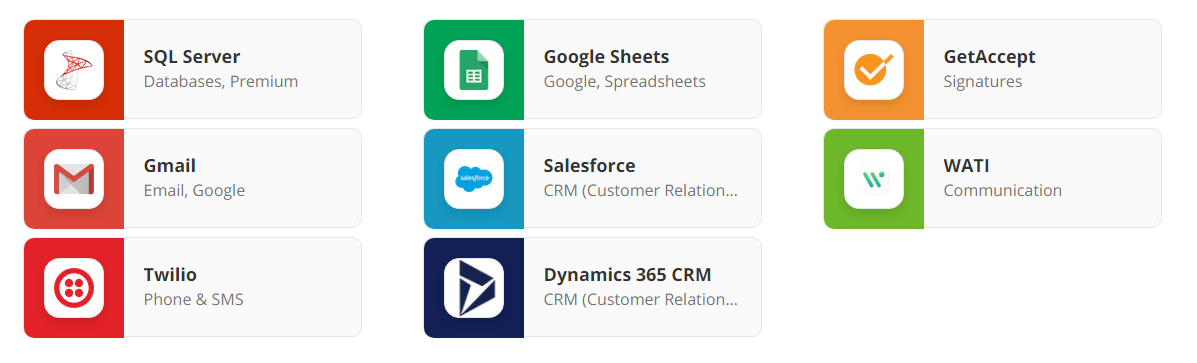 SQL Server
Databases, Premium
Google Sheets
Google, Spreadsheets
GetAccept
Signatures
Gmail
Email, Google
salesforce
Salesforce
CRM (Customer Relation...
WATI
Communication
Twilio
Phone & SMS
Dynamics 365 CRM
CRM (Customer Relation...